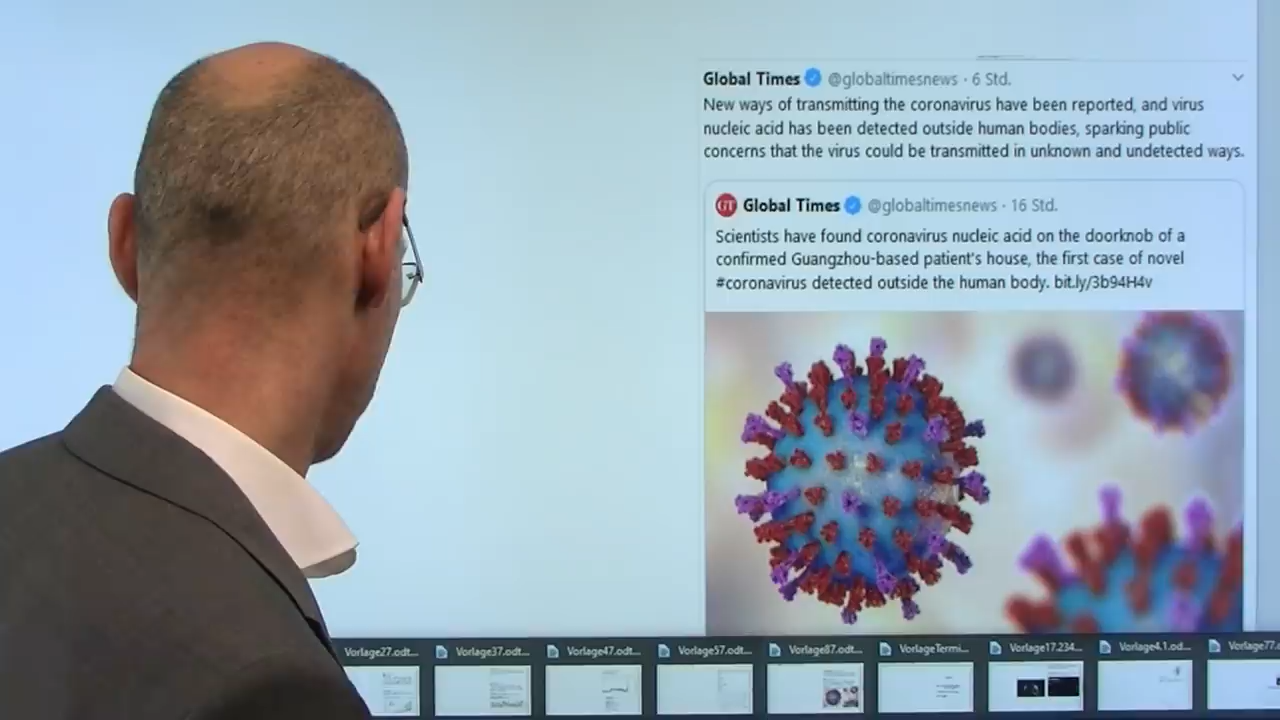 Global Times @globaltimesnews · 6 Std.
New ways of transmitting the coronavirus have been reported, and virus
nucleic acid has been detected outside human bodies, sparking public
concerns that the virus could be transmitted in unknown and undetected ways.
GT Global Times @globaltimesnews · 16 Std.
Scientists have found coronavirus nucleic acid on the doorknob of a
confirmed Guangzhou-based patient's house, the first case of novel
#coronavirus detected outside the human body. bit.ly/3b94H4v
Vorlage27.odt... Vorlage37.odt... Vorlage47.odt... Vorlage57.odt... Vorlage87.odt... VorlageTermi... Vorlage17.234... Vorlage4.1.od... Vorlage77.o